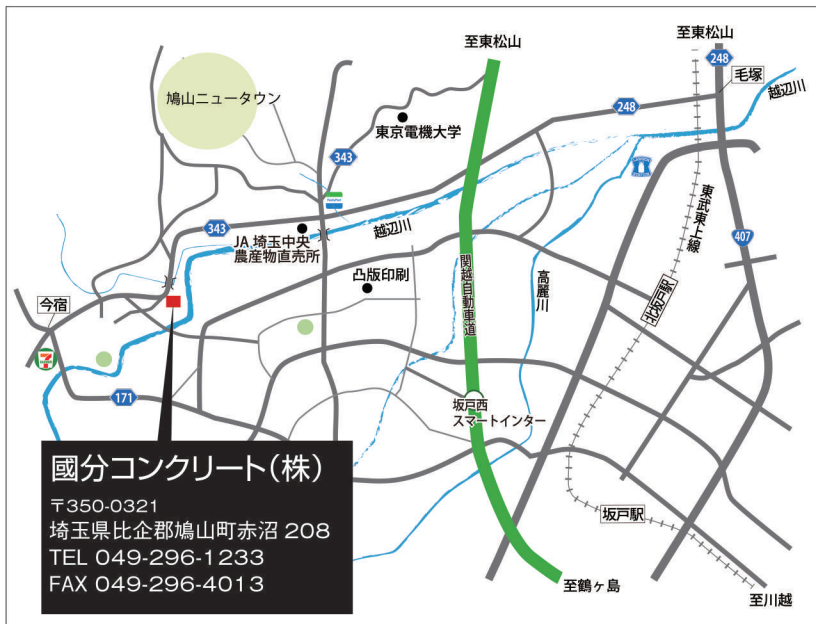 至東松山
至東松山
248
毛塚
越辺川
鳩山ニュータウン
東京電機大学
248
343
FamilyMart
343
越辺川
JA 埼玉中央
農産物直売所
東武東上線
407
関越自動車道
高麗川
北坂戸駅
凸版印刷
今宿
7
171
坂戸西
スマートインター
國分コンクリート(株)
〒350-0321
埼玉県比企郡鳩山町赤沼 208
TEL 049-296-1233
FAX 049-296-4013
坂戸駅
至鶴ヶ島
至川越